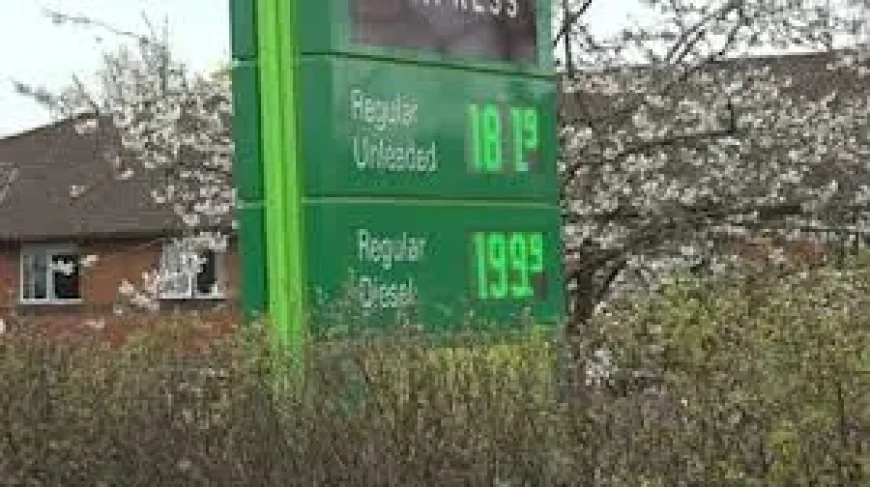 Regular
Unleaded
181.9
Regular
Diesel
199.9